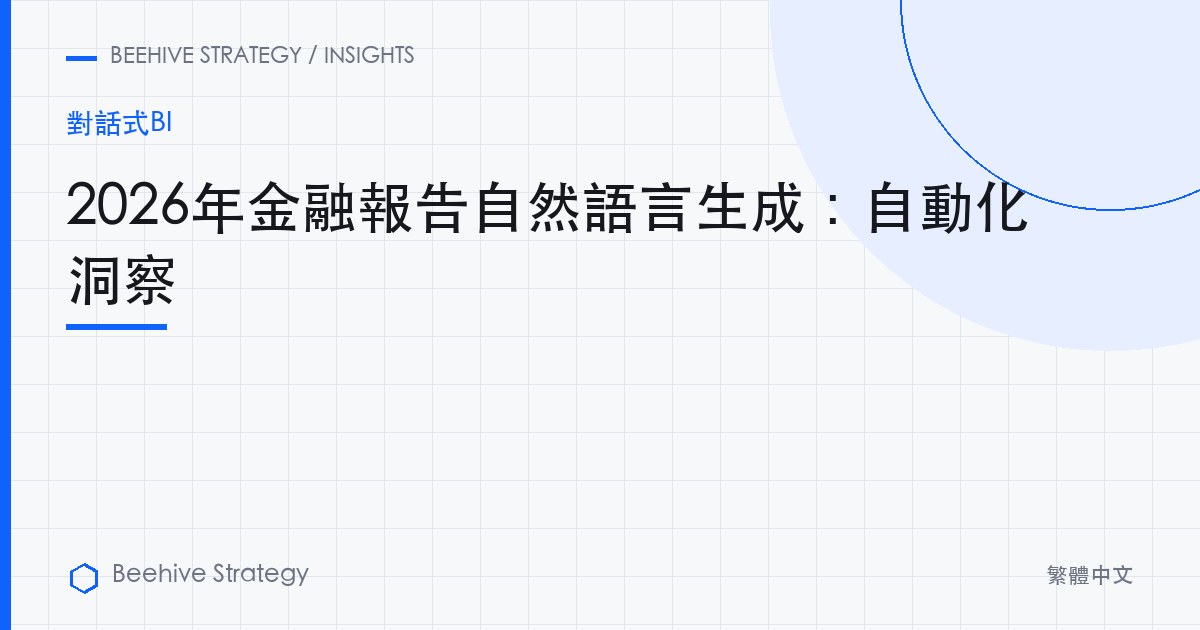 BEEHIVE STRATEGY / INSIGHTS
對話式BI
2026年金融報告自然語言生成：自動化
洞察
Beehive Strategy
繁體中文